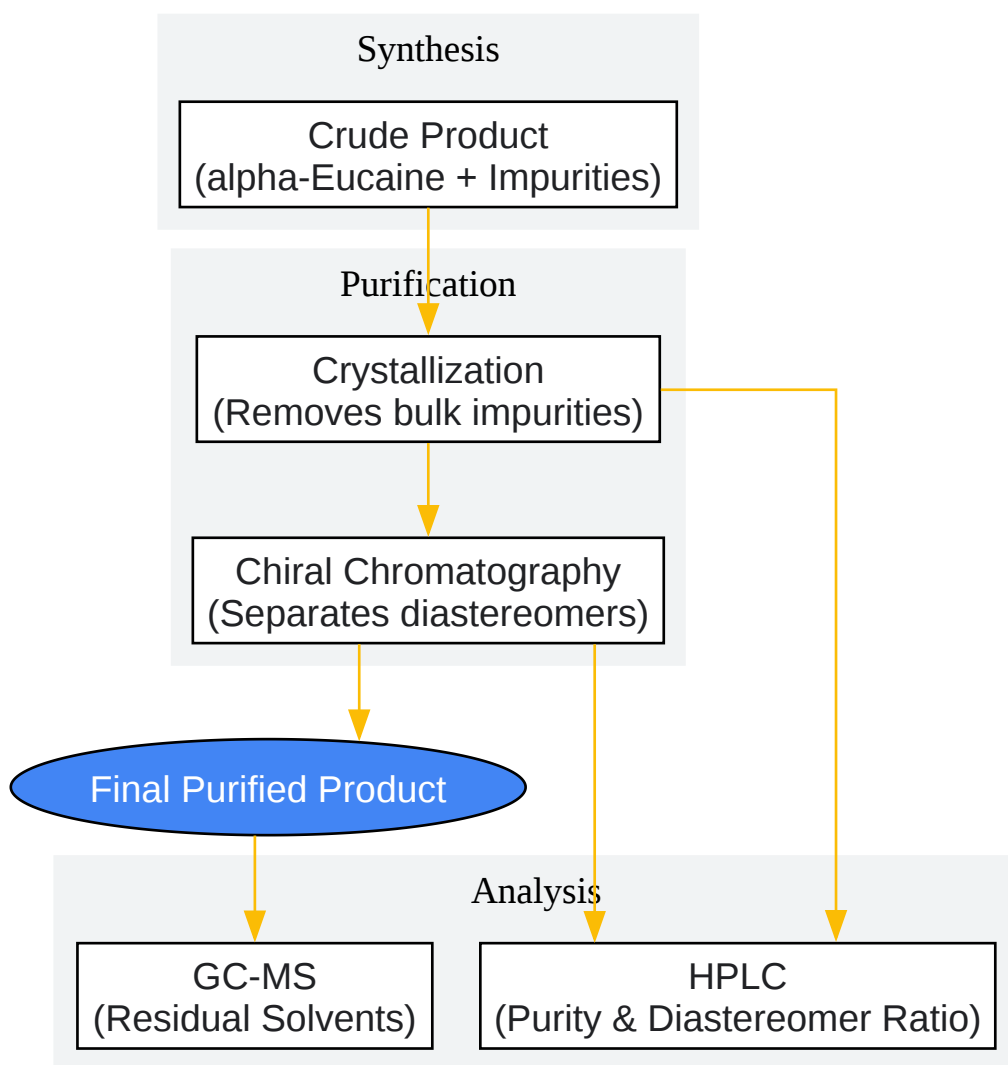 Synthesis
Crude Product
(alpha-Eucaine + Impurities)
Purification
Crystallization
(Removes bulk impurities)
Chiral Chromatography
(Separates diastereomers)
Final Purified Product
Analysis
GC-MS
(Residual Solvents)
HPLC
(Purity & Diastereomer Ratio)